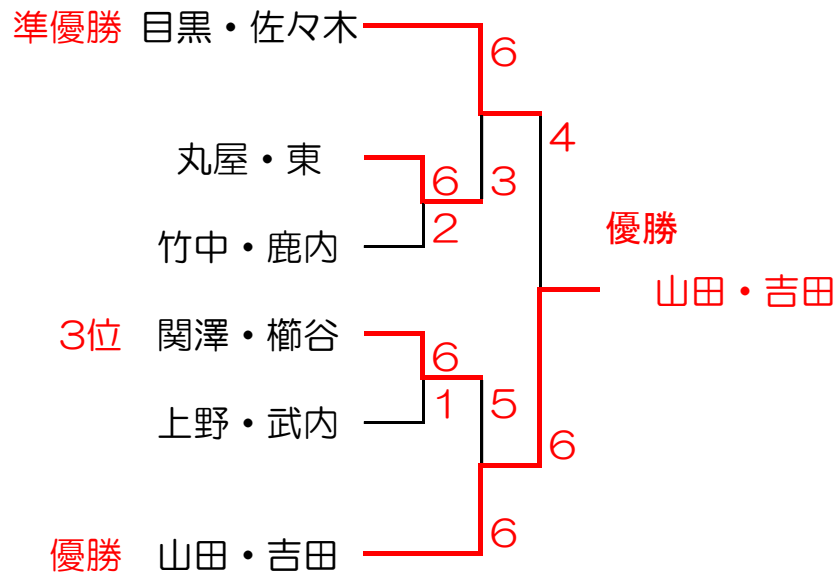 準優勝 目黒・佐々木
6
4
丸屋・東
6
3
竹中・鹿内
2
優勝
山田・吉田
3位 関澤・櫛谷
6
1
5
上野・武内
6
優勝 山田・吉田
6